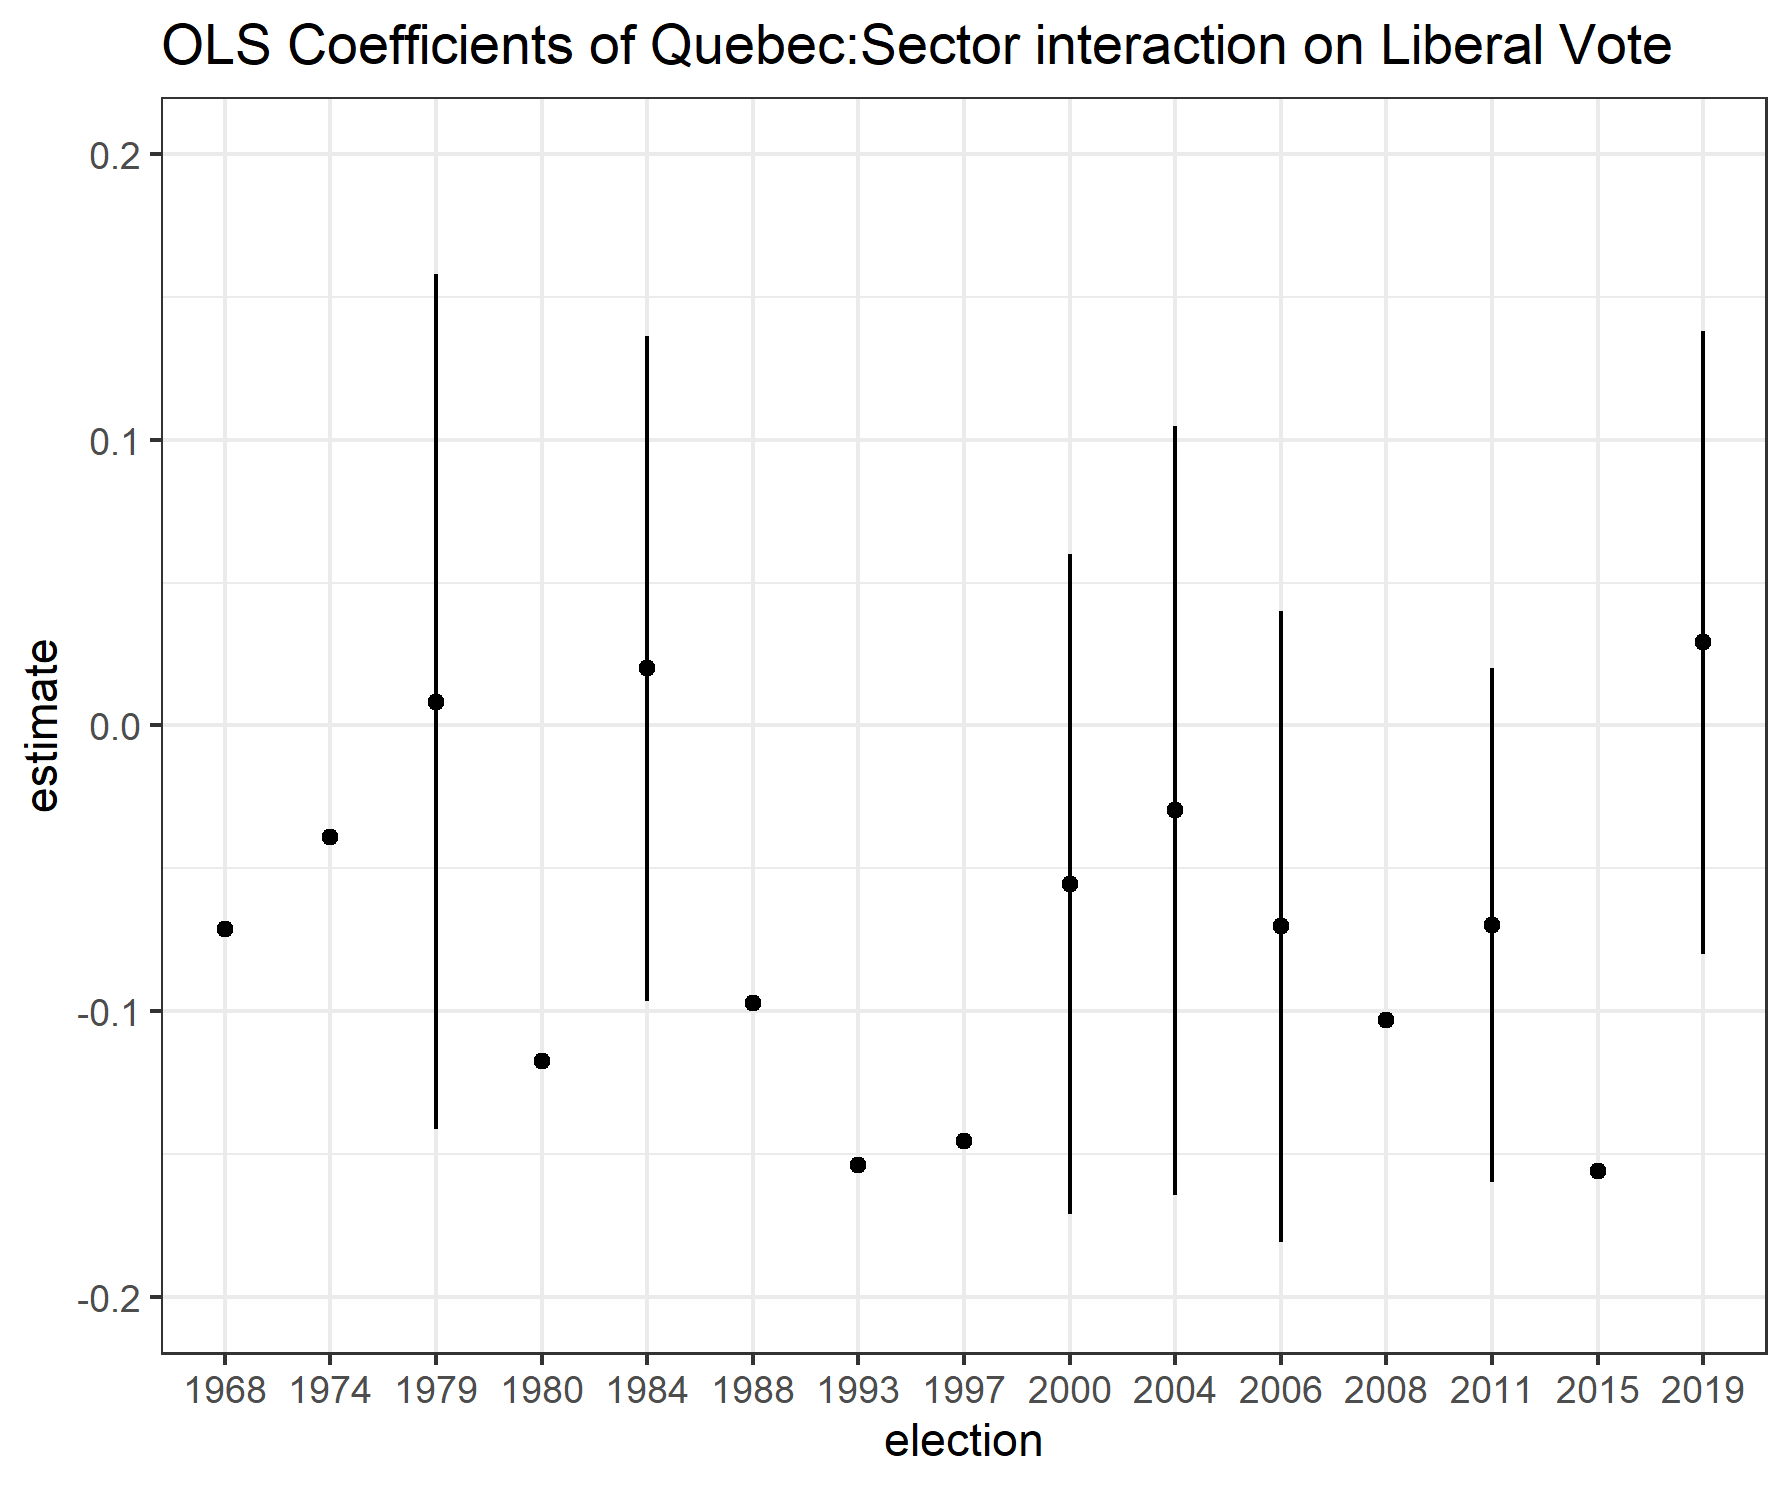 OLS Coefficients of Quebec:Sector interaction on Liberal Vote
0.2
0.1
0.0
-0.1
-0.2
estimate
1968 1974 1979 1980 1984 1988 1993 1997 2000 2004 2006 2008 2011 2015 2019
election